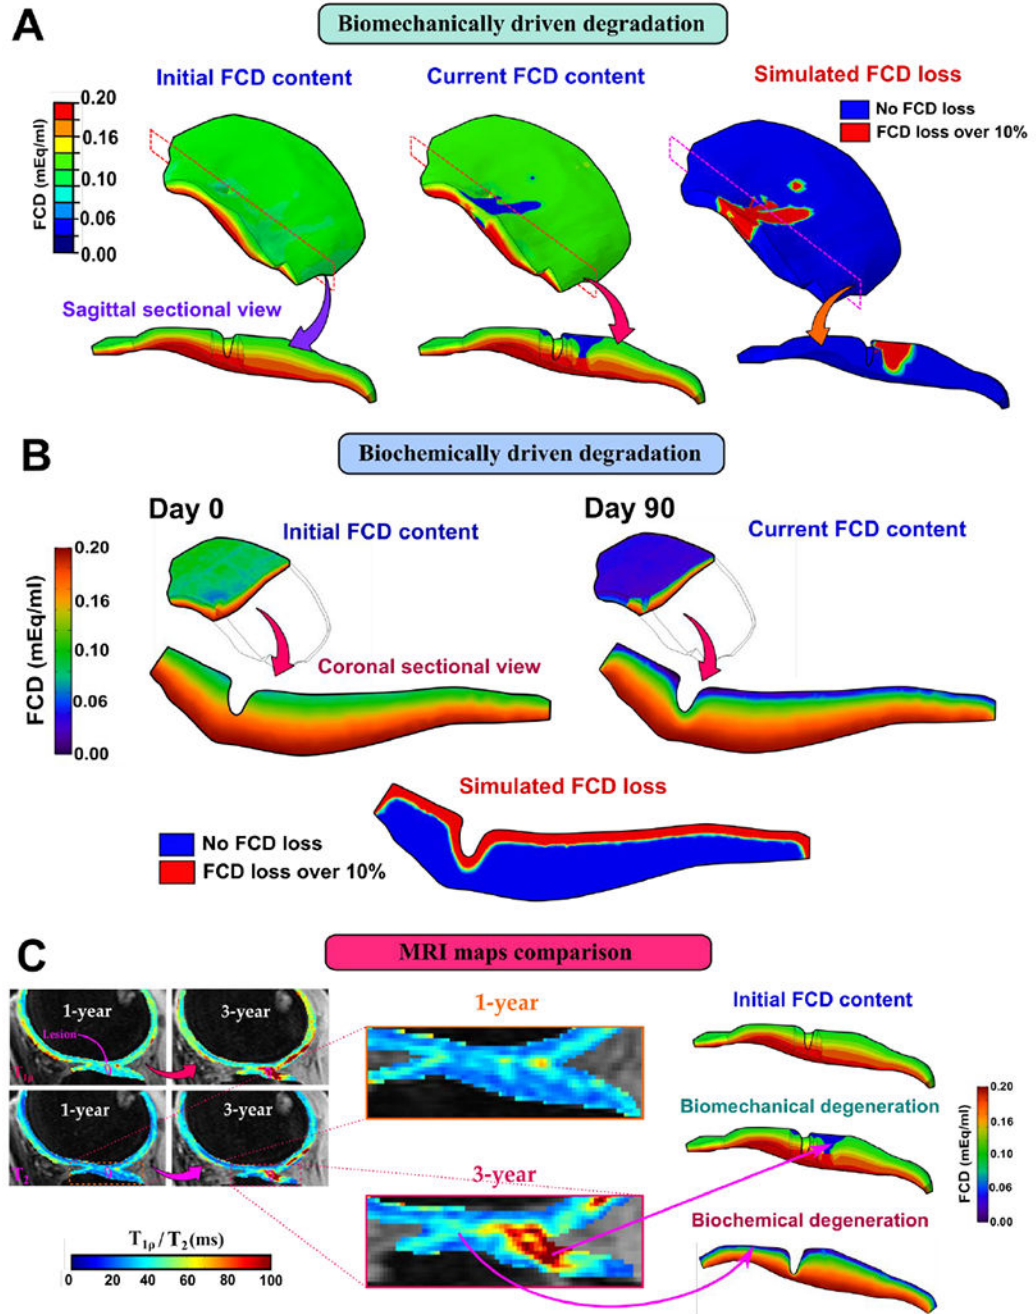 A
Biomechanically driven degradation
Initial FCD content
Current FCD content
Simulated FCD loss
FCD (mEq/ml)
0.20
0.16
0.10
0.06
0.00
No FCD loss
FCD loss over 10%
Sagittal sectional view
B
Biochemically driven degradation
Day 0
Initial FCD content
Day 90
Current FCD content
FCD (mEq/ml)
0.20
0.16
0.10
0.06
0.00
Coronal sectional view
Simulated FCD loss
No FCD loss
FCD loss over 10%
C
MRI maps comparison
1-year
Lesion
3-year
T1ρ
1-year
3-year
T2
T1ρ / T2 (ms)
0 20 40 60 80 100
1-year
3-year
Initial FCD content
Biomechanical degeneration
Biochemical degeneration
FCD (mEq/ml)
0.20
0.16
0.10
0.06
0.00